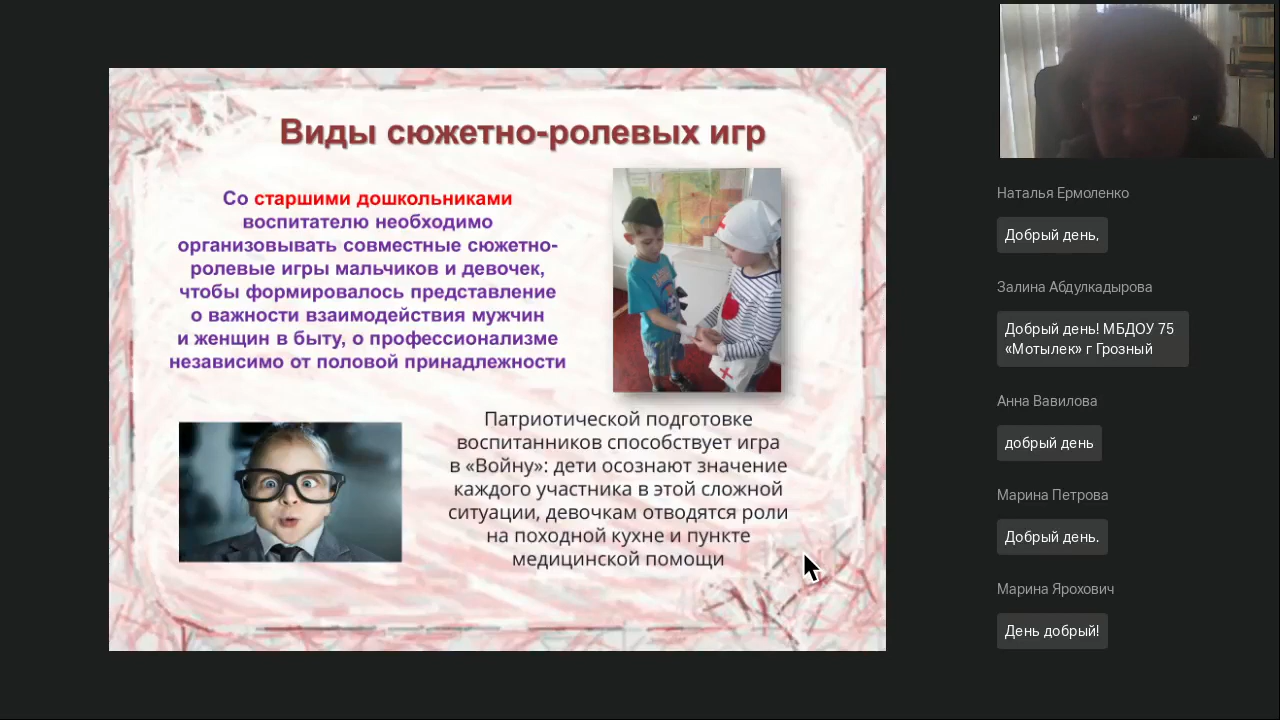 Виды сюжетно-ролевых игр
Со старшими дошкольниками
воспитателю необходимо
организовывать совместные сюжетно-
ролевые игры мальчиков и девочек,
чтобы формировалось представление
о важности взаимодействия мужчин
и женщин в быту, о профессионализме
независимо от половой принадлежности
Патриотической подготовке
воспитанников способствует игра
в «Войну»: дети осознают значение
каждого участника в этой сложной
ситуации, девочкам отводятся роли
на походной кухне и пункте
медицинской помощи
Наталья Ермоленко
Добрый день,
Залина Абдулкадырова
Добрый день! МБДОУ 75
«Мотылек» г Грозный
Анна Вавилова
добрый день
Марина Петрова
Добрый день.
Марина Ярохович
День добрый!